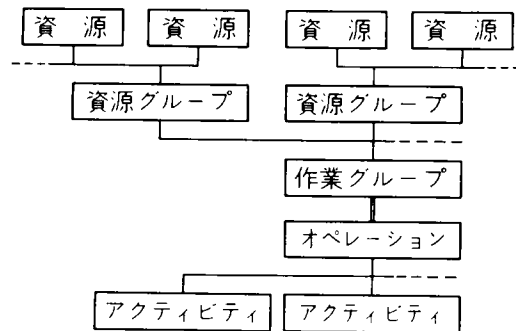 資源 資源 資源 資源
資源グループ 資源グループ
作業グループ
オペレーション
アクティビティ アクティビティ